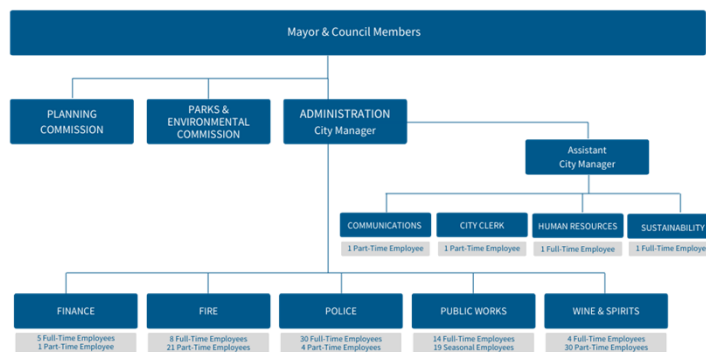 Mayor & Council Members
PLANNING
COMMISSION
PARKS &
ENVIRONMENTAL
COMMISSION
ADMINISTRATION
City Manager
Assistant
City Manager
COMMUNICATIONS
1 Part-Time Employee
CITY CLERK
1 Part-Time Employee
HUMAN RESOURCES
1 Full-Time Employee
SUSTAINABILITY
1 Full-Time Employe
FINANCE
5 Full-Time Employees
1 Part-Time Employee
FIRE
8 Full-Time Employees
21 Part-Time Employees
POLICE
30 Full-Time Employees
4 Part-Time Employees
PUBLIC WORKS
14 Full-Time Employees
19 Seasonal Employees
WINE & SPIRITS
4 Full-Time Employees
30 Part-Time Employees